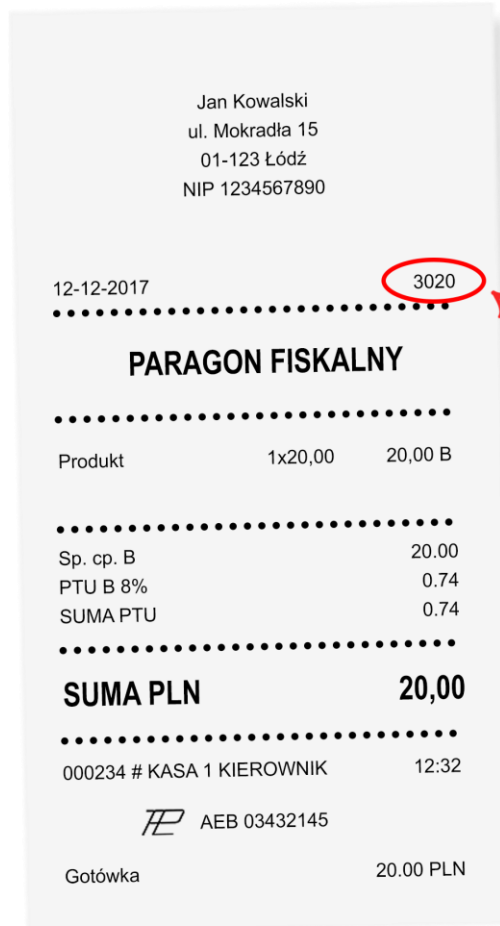 Jan Kowalski
ul. Mokradła 15
01-123 Łódź
NIP 1234567890
12-12-2017 3020
PARAGON FISKALNY
Produkt 1x20,00 20,00 B
Sp. cp. B 20.00
PTU B 8% 0.74
SUMA PTU 0.74
SUMA PLN 20,00
000234 # KASA 1 KIEROWNIK 12:32
AEB 03432145
Gotówka 20.00 PLN